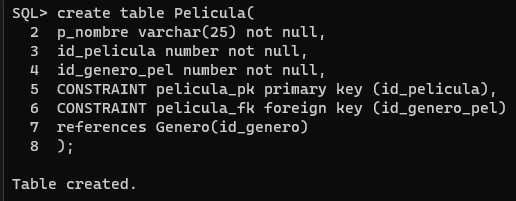 SQL> create table Pelicula(
  2  p_nombre varchar(25) not null,
  3  id_pelicula number not null,
  4  id_genero_pel number not null,
  5  CONSTRAINT pelicula_pk primary key (id_pelicula),
  6  CONSTRAINT pelicula_fk foreign key (id_genero_pel)
  7  references Genero(id_genero)
  8  );
Table created.